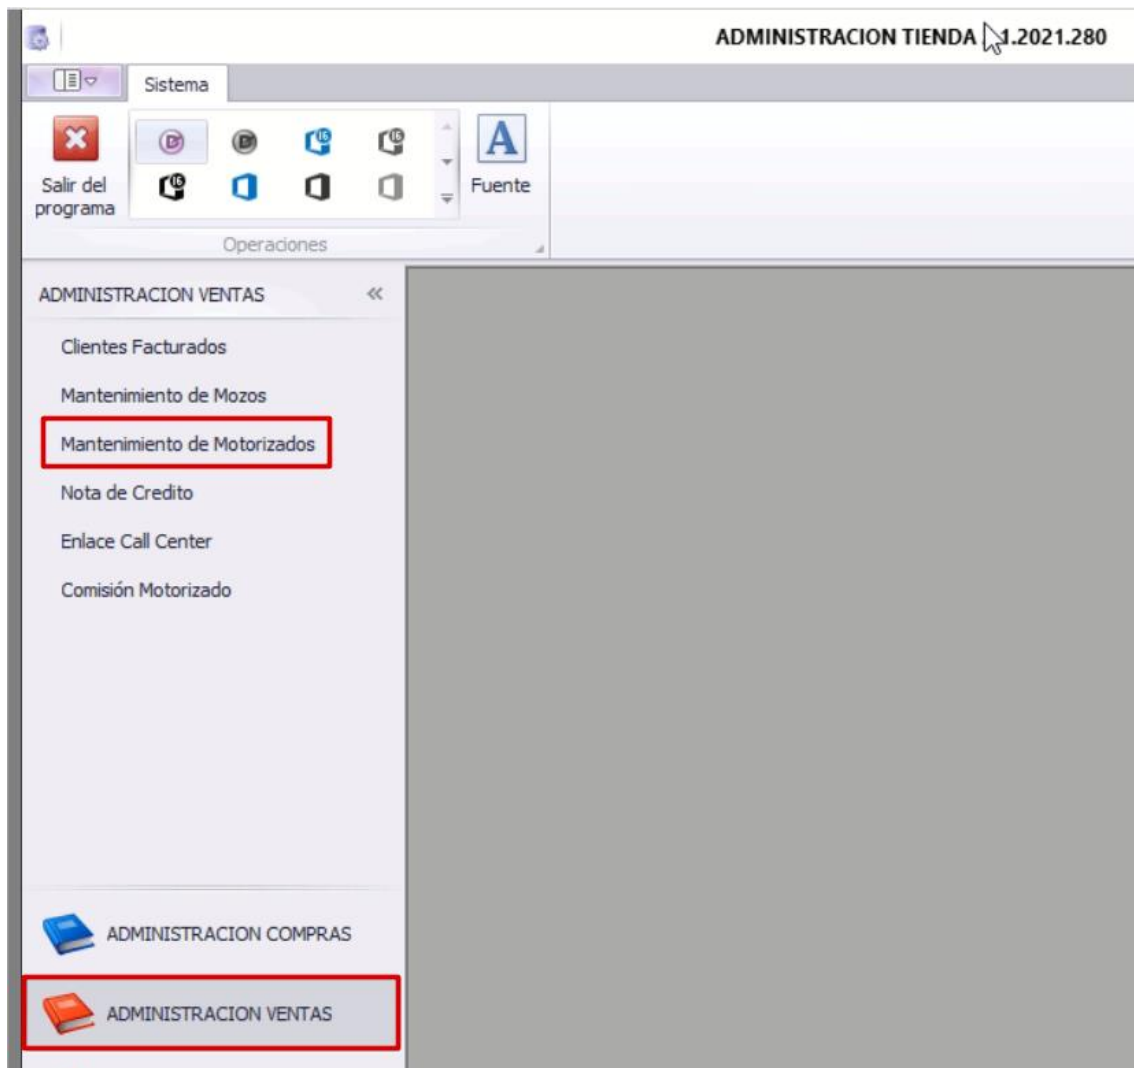 ADMINISTRACION TIENDA 1.2021.280
Sistema
Salir del
programa
Fuente
Operaciones
ADMINISTRACION VENTAS
Clientes Facturados
Mantenimiento de Mozos
Mantenimiento de Motorizados
Nota de Credito
Enlace Call Center
Comisión Motorizado
ADMINISTRACION COMPRAS
ADMINISTRACION VENTAS